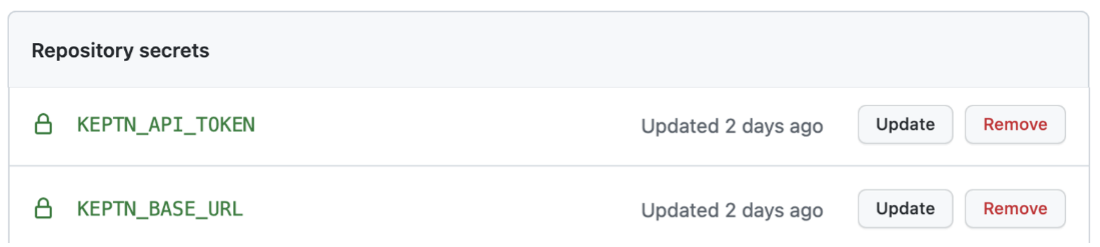 Repository secrets
KEPTN_API_TOKEN Updated 2 days ago Update Remove
KEPTN_BASE_URL Updated 2 days ago Update Remove